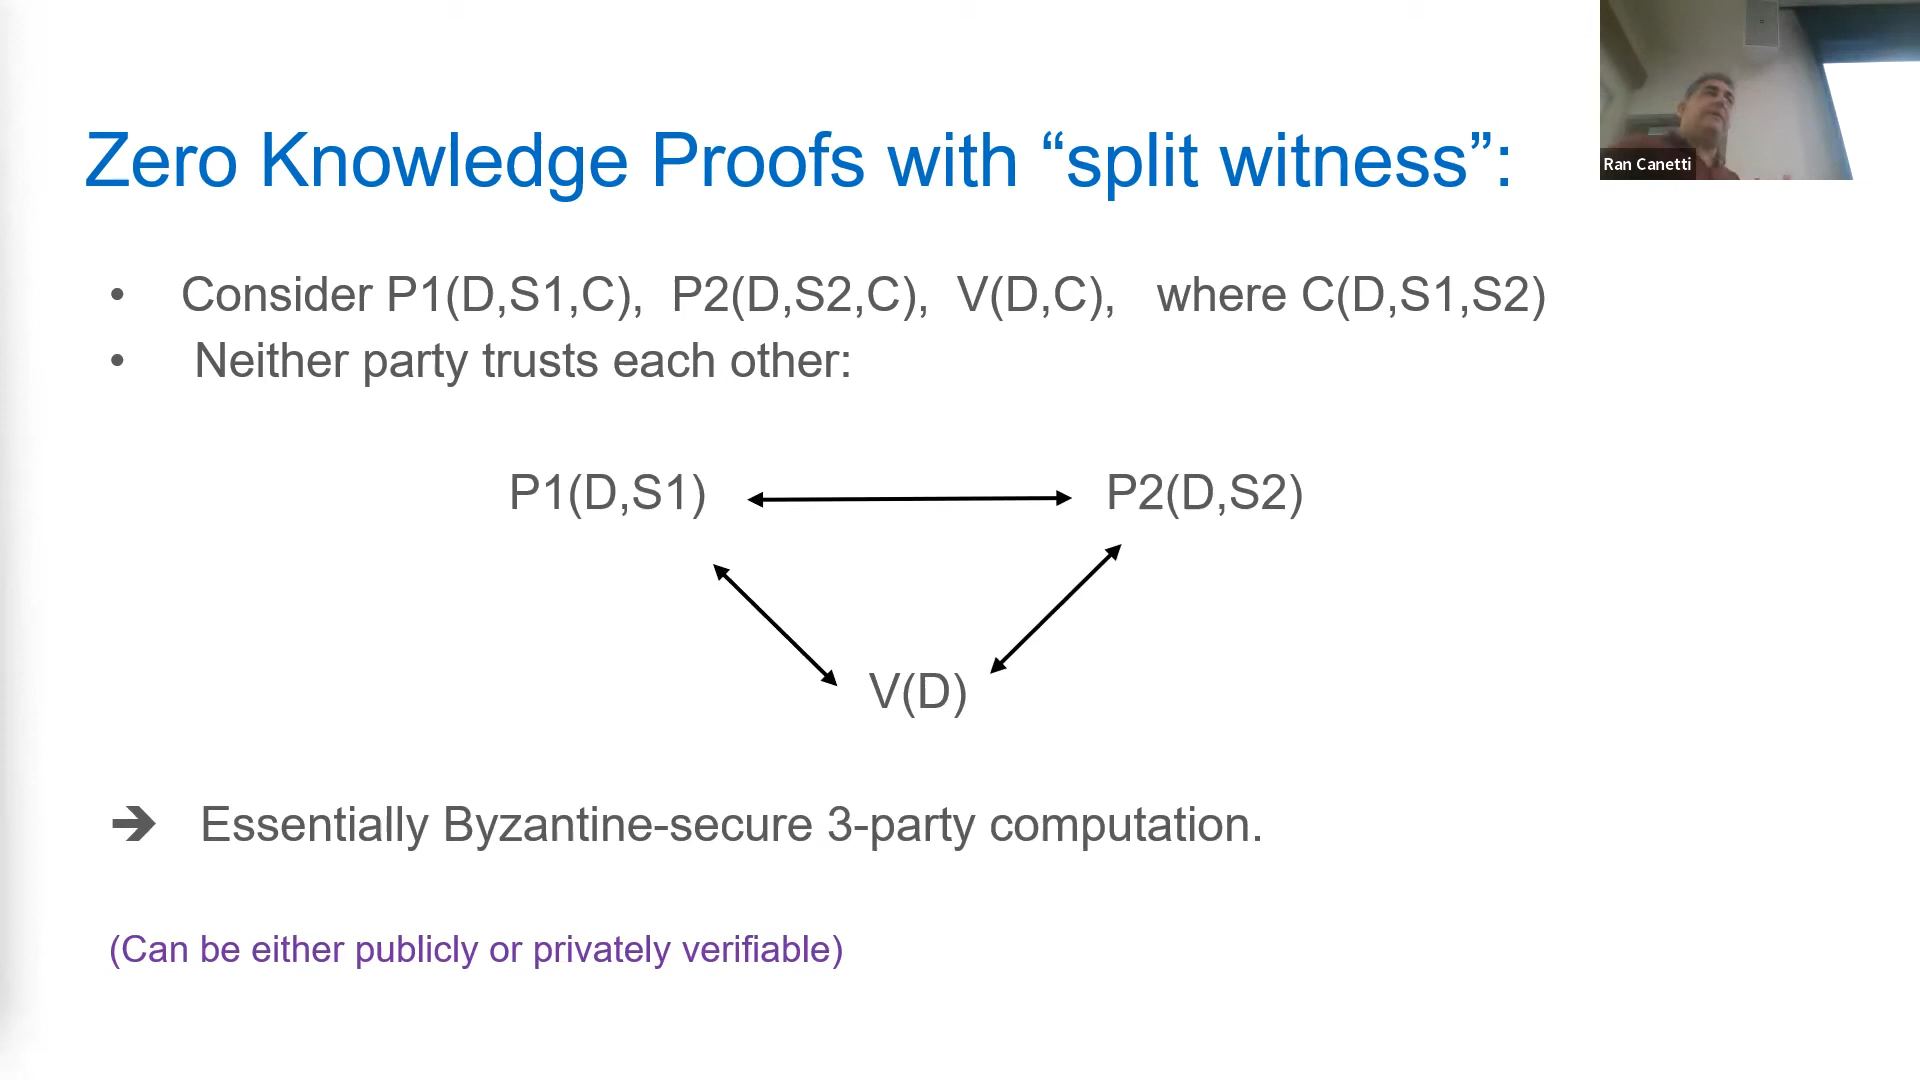 Zero Knowledge Proofs with “split witness”:
Ran Canetti
• Consider P1(D,S1,C), P2(D,S2,C), V(D,C), where C(D,S1,S2)
• Neither party trusts each other:
P1(D,S1) P2(D,S2)
V(D)
➔ Essentially Byzantine-secure 3-party computation.
(Can be either publicly or privately verifiable)